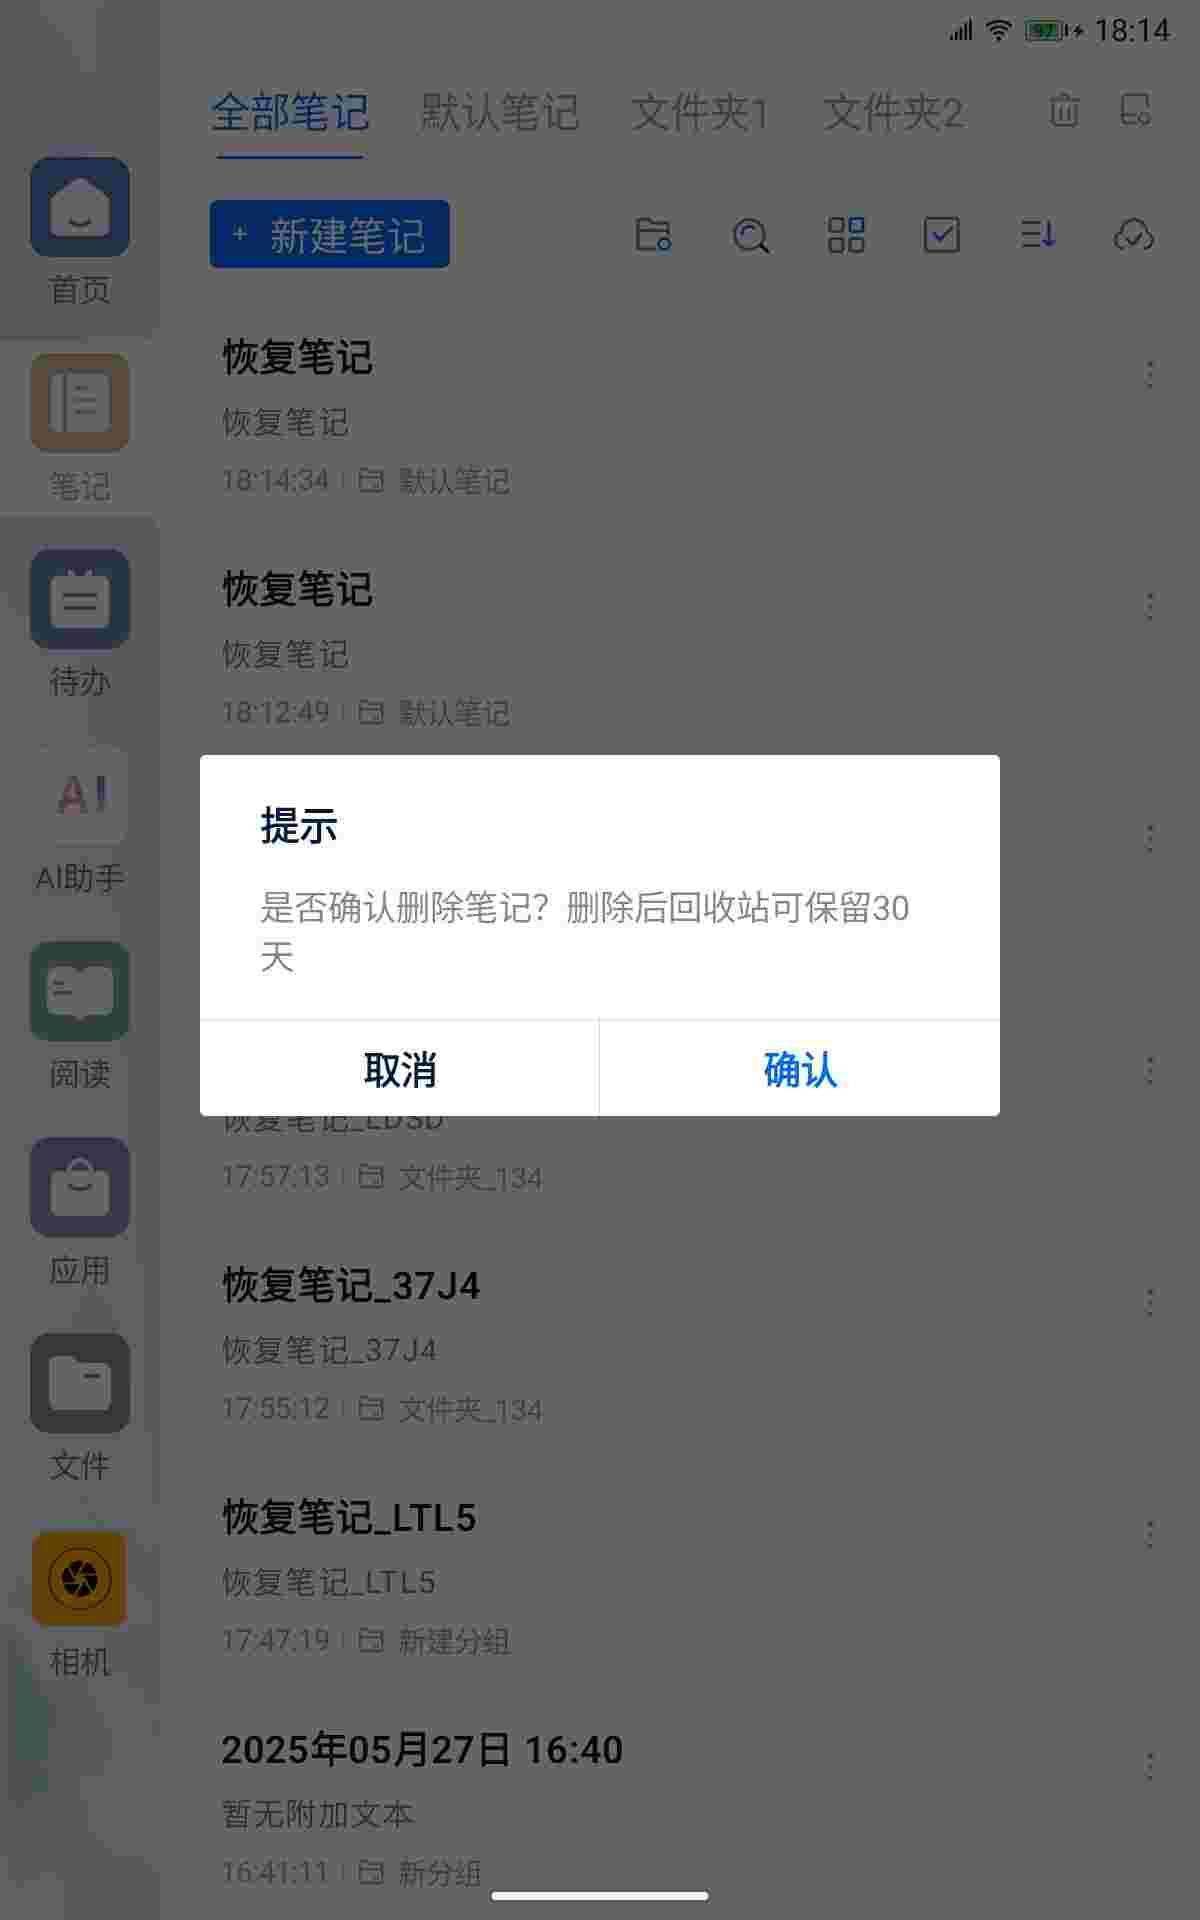 97 18:14
全部笔记 默认笔记 文件夹1 文件夹2
+ 新建笔记
首页
笔记
待办
AI
AI助手
阅读
应用
文件
相机
恢复笔记
恢复笔记
18:14:34 默认笔记
恢复笔记
恢复笔记
18:12:49 默认笔记
提示
是否确认删除笔记？删除后回收站可保留30
天
取消 确认
恢复笔记_LD3D
17:57:13 文件夹_134
恢复笔记_37J4
恢复笔记_37J4
17:55:12 文件夹_134
恢复笔记_LTL5
恢复笔记_LTL5
17:47:19 新建分组
2025年05月27日 16:40
暂无附加文本
16:41:11 新分组